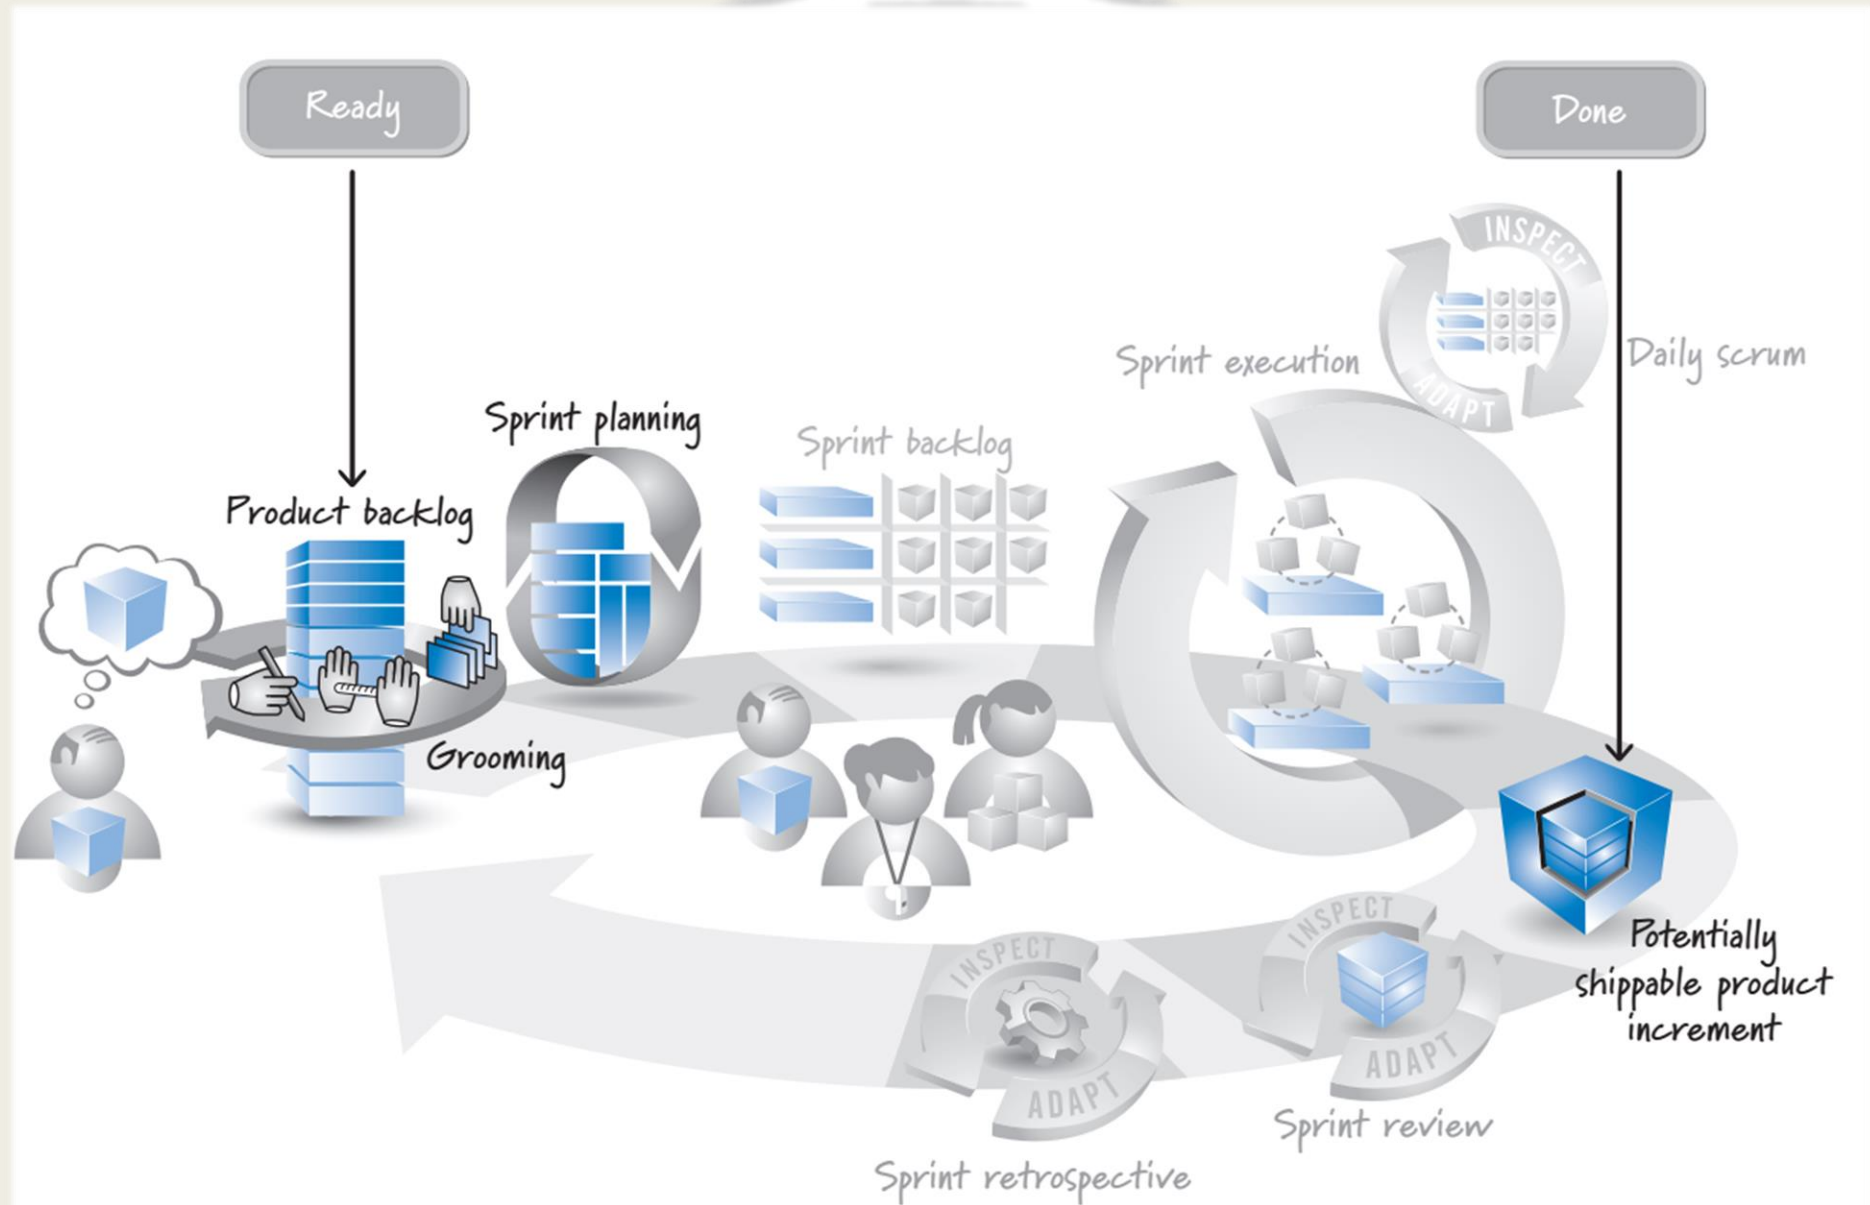 Ready
Done
INSPECT
ADAPT
Sprint execution
Daily scrum
Sprint planning
Sprint backlog
Product backlog
Grooming
Potentially
shippable product
increment
INSPECT
ADAPT
Sprint review
INSPECT
ADAPT
Sprint retrospective